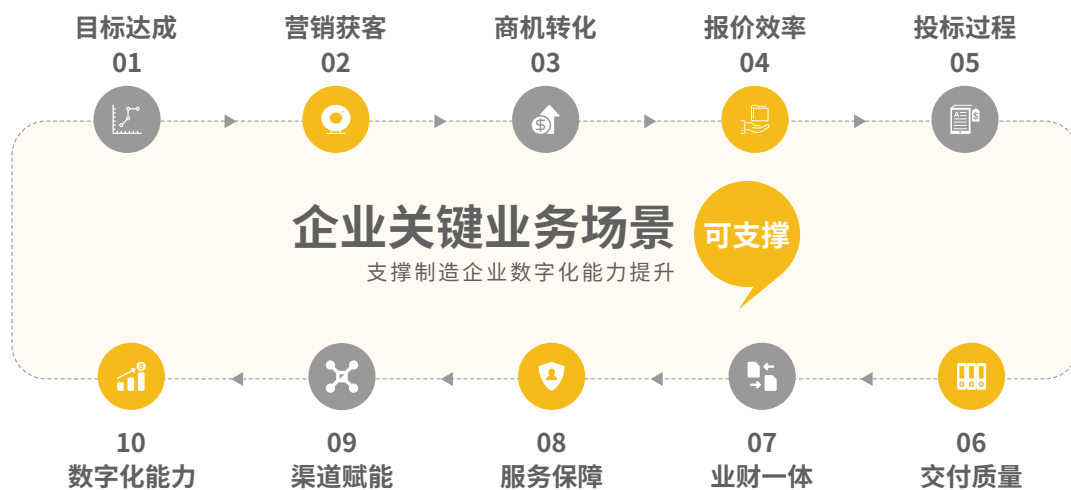 目标达成
01
营销获客
02
商机转化
03
报价效率
04
投标过程
05
企业关键业务场景
可支撑
支撑制造企业数字化能力提升
10
数字化能力
09
渠道赋能
08
服务保障
07
业财一体
06
交付质量